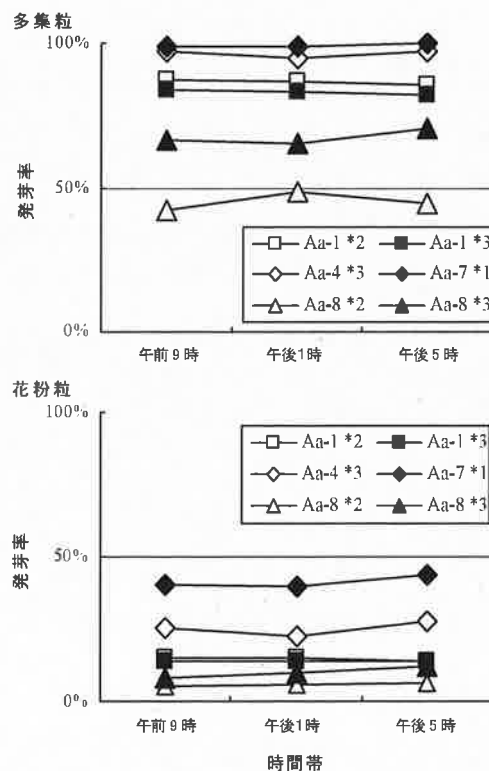 多集粒
100%
50%
0%
発芽率
Aa-1 *2 Aa-1 *3
Aa-4 *3 Aa-7 *1
Aa-8 *2 Aa-8 *3
午前9時 午後1時 午後5時
花粉粒
100%
50%
0%
発芽率
Aa-1 *2 Aa-1 *3
Aa-4 *3 Aa-7 *1
Aa-8 *2 Aa-8 *3
午前9時 午後1時 午後5時
時間帯